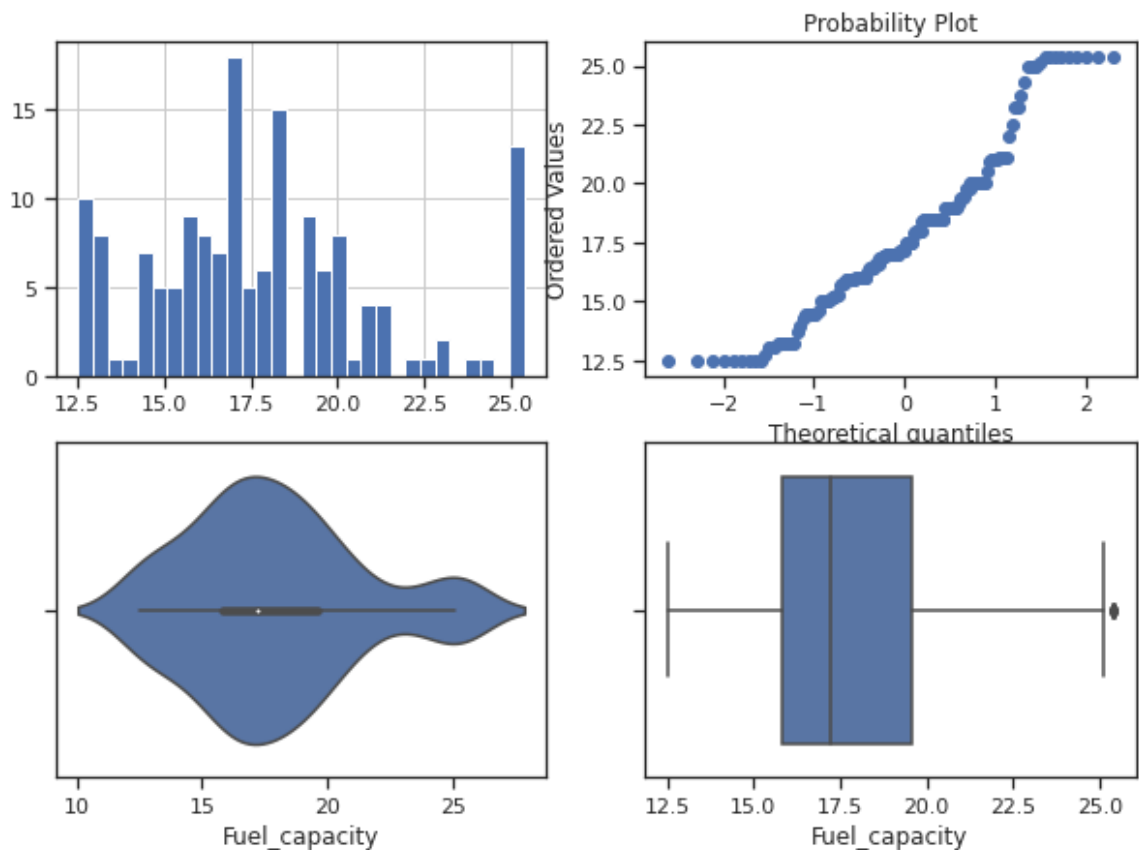 Probability Plot
15
10
5
0
12.5 15.0 17.5 20.0 22.5 25.0
Ordered Values
25.0
22.5
20.0
17.5
15.0
12.5
−2 −1 0 1 2
Theoretical quantiles
10 15 20 25
Fuel_capacity
12.5 15.0 17.5 20.0 22.5 25.0
Fuel_capacity